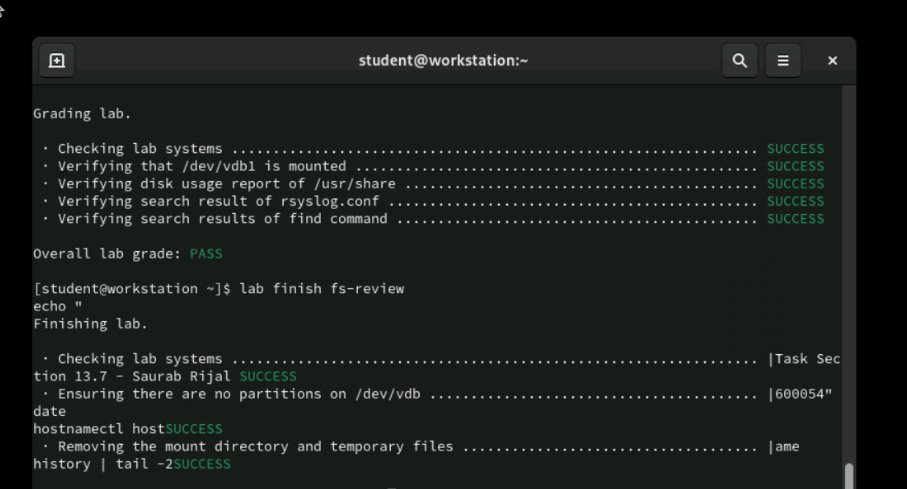 student@workstation:~
Grading lab.
· Checking lab systems ............................................................... SUCCESS
· Verifying that /dev/vdb1 is mounted ................................................ SUCCESS
· Verifying disk usage report of /usr/share .......................................... SUCCESS
· Verifying search result of rsyslog.conf ............................................ SUCCESS
· Verifying search results of find command ........................................... SUCCESS
Overall lab grade: PASS
[student@workstation ~]$ lab finish fs-review
echo "
Finishing lab.
· Checking lab systems ............................................................... |Task Sec
tion 13.7 - Saurab Rijal SUCCESS
· Ensuring there are no partitions on /dev/vdb ....................................... |600054"
date
hostnamectl hostSUCCESS
· Removing the mount directory and temporary files ................................... |ame
history | tail -2SUCCESS